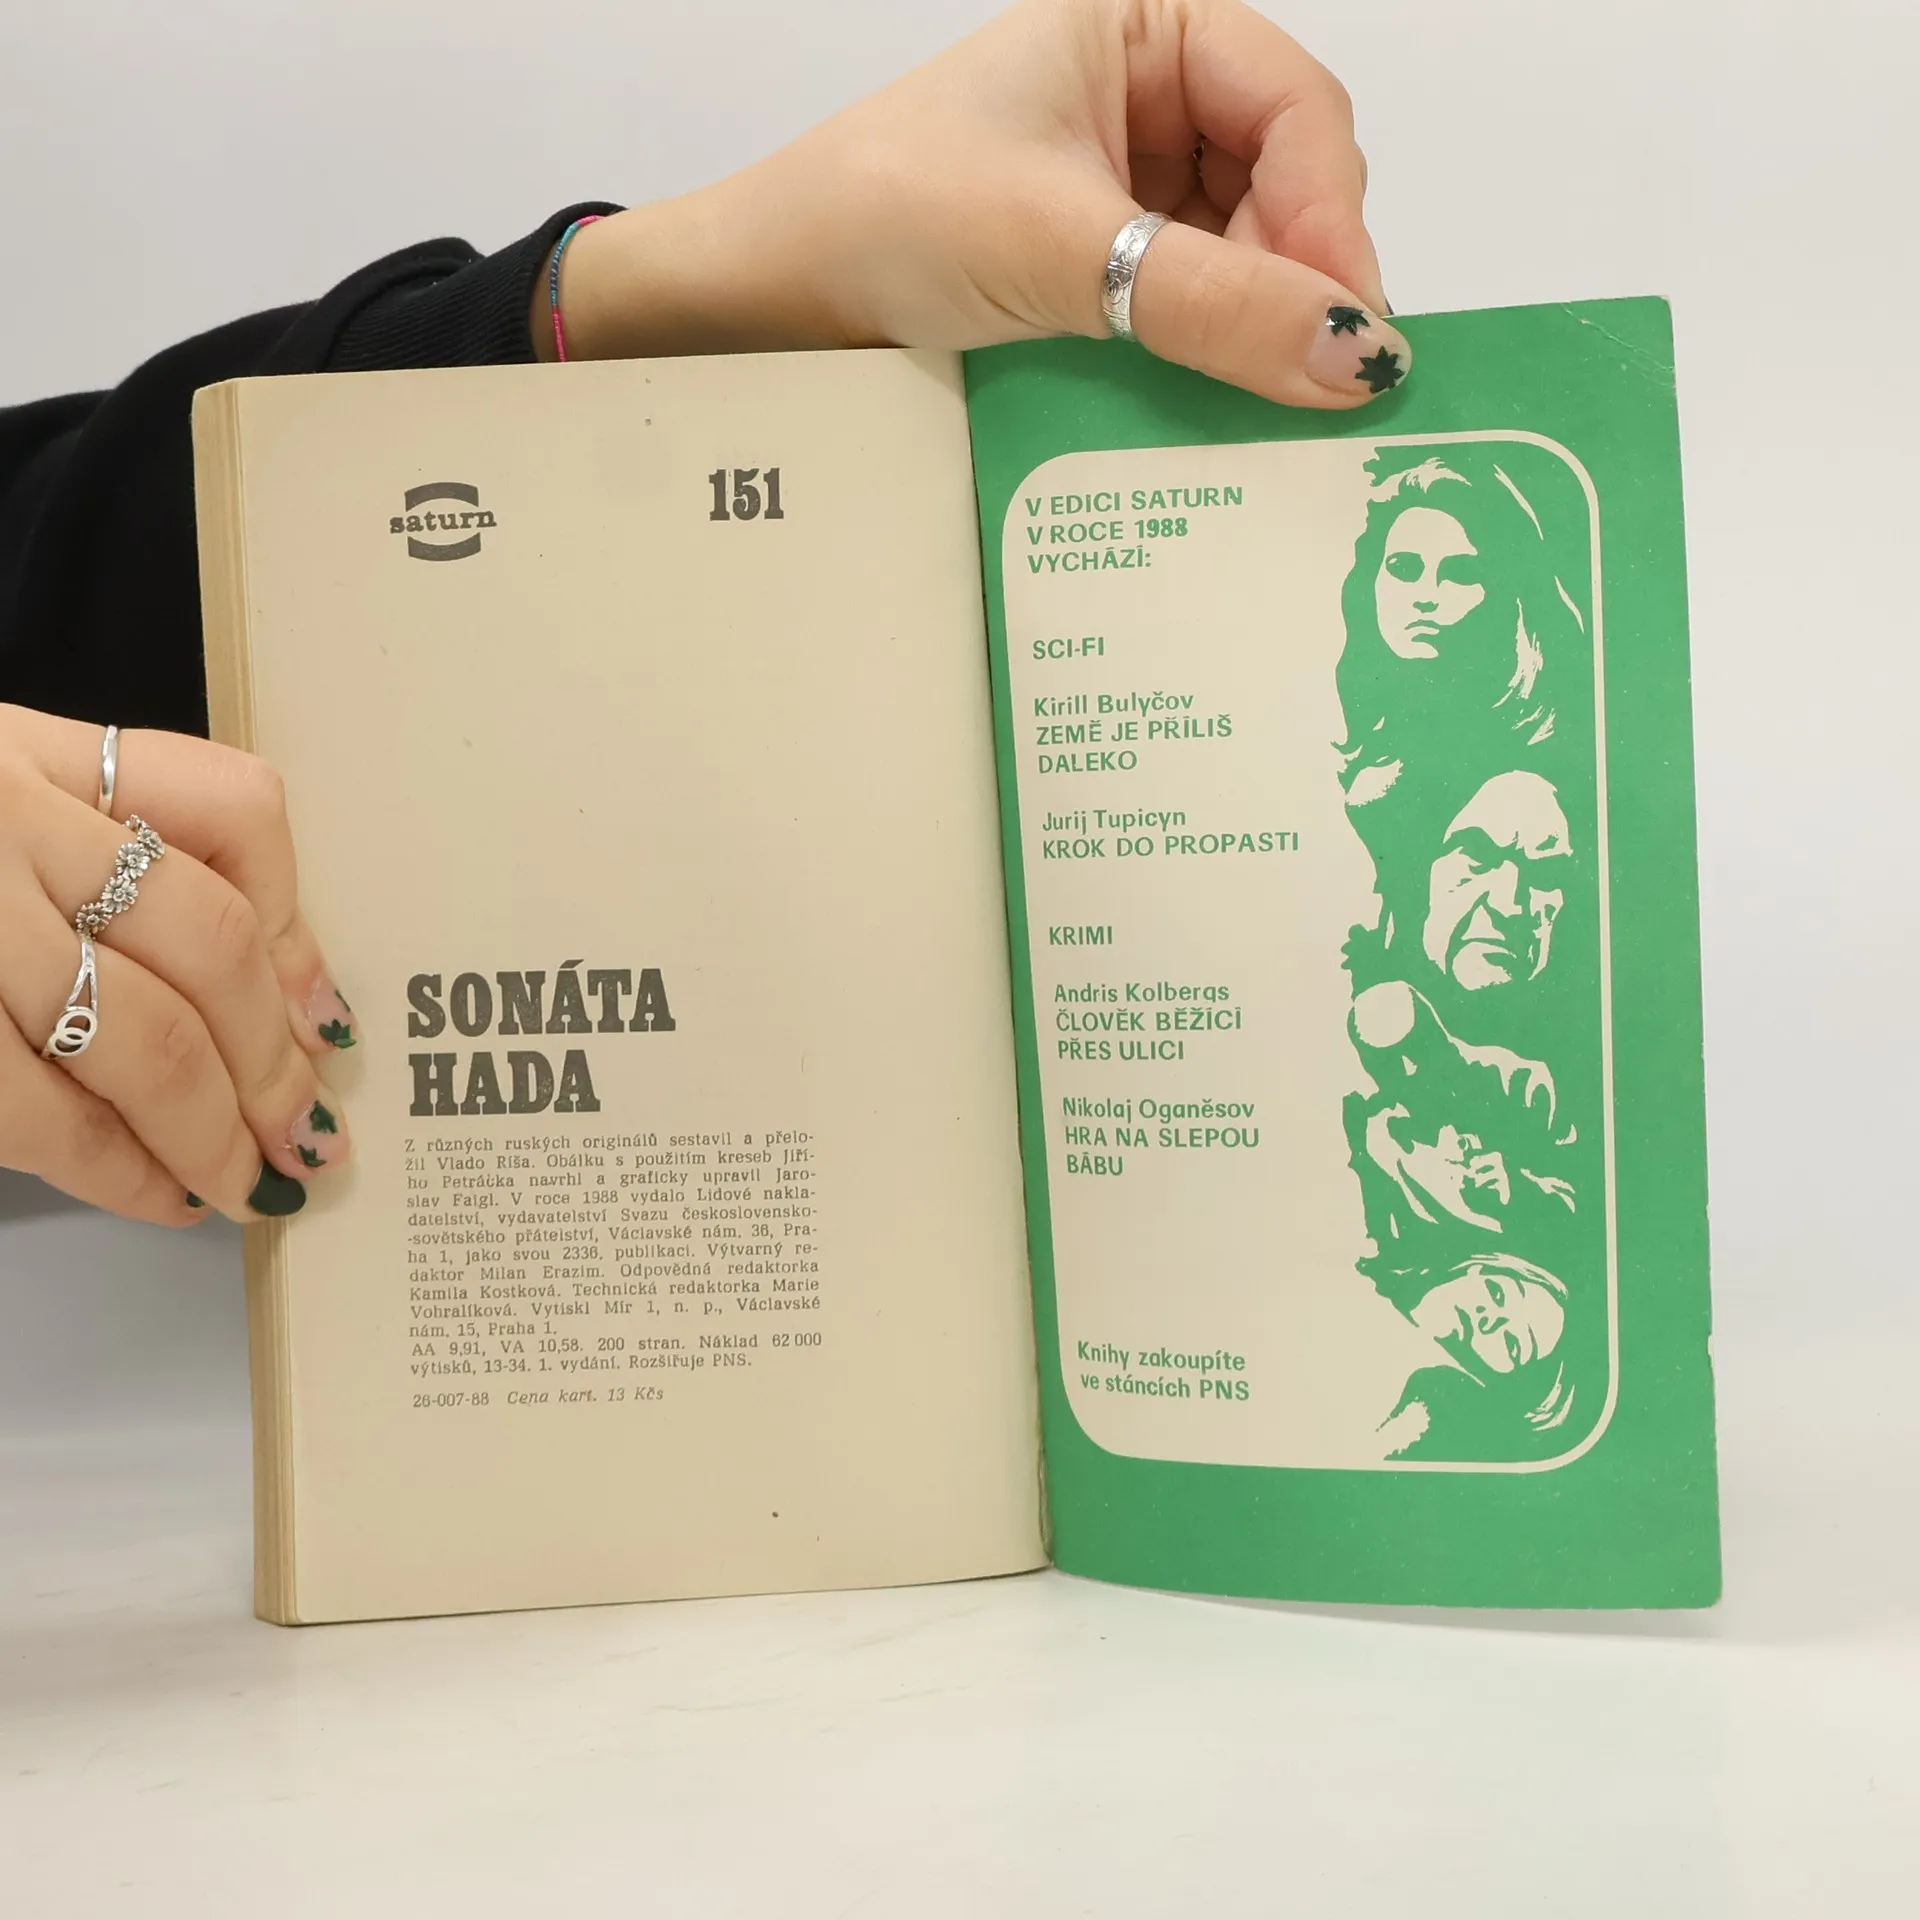 saturn
151
SONÁTA
HADA
Z různých ruských originálů sestavil a přelo-
žil Vlado Ríša. Obálku s použitím kreseb Jiří-
ho Petráčka navrhl a graficky upravil Jaro-
slav Faigl. V roce 1988 vydalo Lidové nakla-
datelství, vydavatelství Svazu československo-
-sovětského přátelství, Václavské nám. 36, Pra-
ha 1, jako svou 2336. publikaci. Výtvarný re-
daktor Milan Erazim. Odpovědná redaktorka
Kamila Kostková. Technická redaktorka Marie
Vohralíková. Vytiskl Mír 1, n. p., Václavské
nám. 15, Praha 1.
AA 9,91, VA 10,58. 200 stran. Náklad 62 000
výtisků, 13-34. 1. vydání. Rozšiřuje PNS.
26-007-88 Cena kart. 13 Kčs
V EDICI SATURN
V ROCE 1988
VYCHÁZÍ:
SCI-FI
Kirill Bulyčov
ZEMĚ JE PŘÍLIŠ
DALEKO
Jurij Tupicyn
KROK DO PROPASTI
KRIMI
Andris Kolbergs
ČLOVĚK BĚŽÍCÍ
PŘES ULICI
Nikolaj Oganěsov
HRA NA SLEPOU
BÁBU
Knihy zakoupíte
ve stáncích PNS